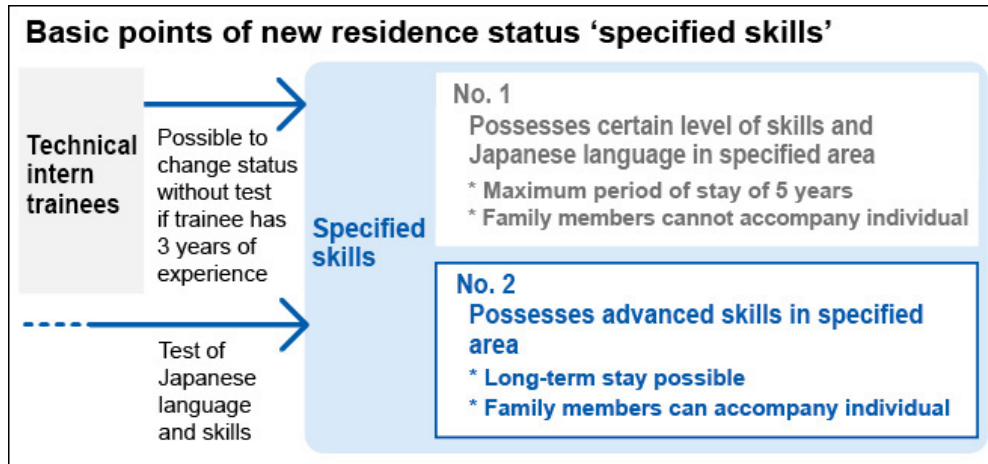 Basic points of new residence status ‘specified skills’
Technical
intern
trainees
Possible to
change status
without test
if trainee has
3 years of
experience
Test of
Japanese
language
and skills
Specified
skills
No. 1
Possesses certain level of skills and
Japanese language in specified area
* Maximum period of stay of 5 years
* Family members cannot accompany individual
No. 2
Possesses advanced skills in specified
area
* Long-term stay possible
* Family members can accompany individual